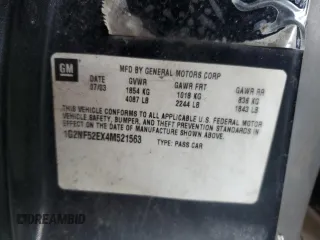 GM
MFD BY GENERAL MOTORS CORP
DATE GVWR GAWR FRT GAWR RR
07/03 1854 KG 1018 KG 836 KG
4087 LB 2244 LB 1843 LB
THIS VEHICLE CONFORMS TO ALL APPLICABLE U.S. FEDERAL MOTOR
VEHICLE SAFETY, BUMPER, AND THEFT PREVENTION STANDARDS IN
EFFECT ON THE DATE OF MANUFACTURE SHOWN ABOVE.
1G2NF52EX4M521563 TYPE: PASS CAR
DREAMBID